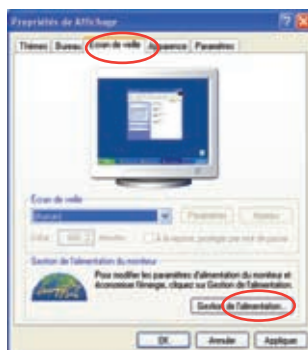 Propriétés de Affichage
Thèmes Bureau Ecran de veille Apparence Paramètres
Écran de veille
(Aucun)
Paramètres
Délai : minutes
Gestion de l'alimentation du moniteur
Pour modifier les paramètres d'alimentation du moniteur et
économiser l'énergie, cliquez sur Gestion de l'alimentation.
Gestion de l'alimentation...
OK Annuler Appliquer